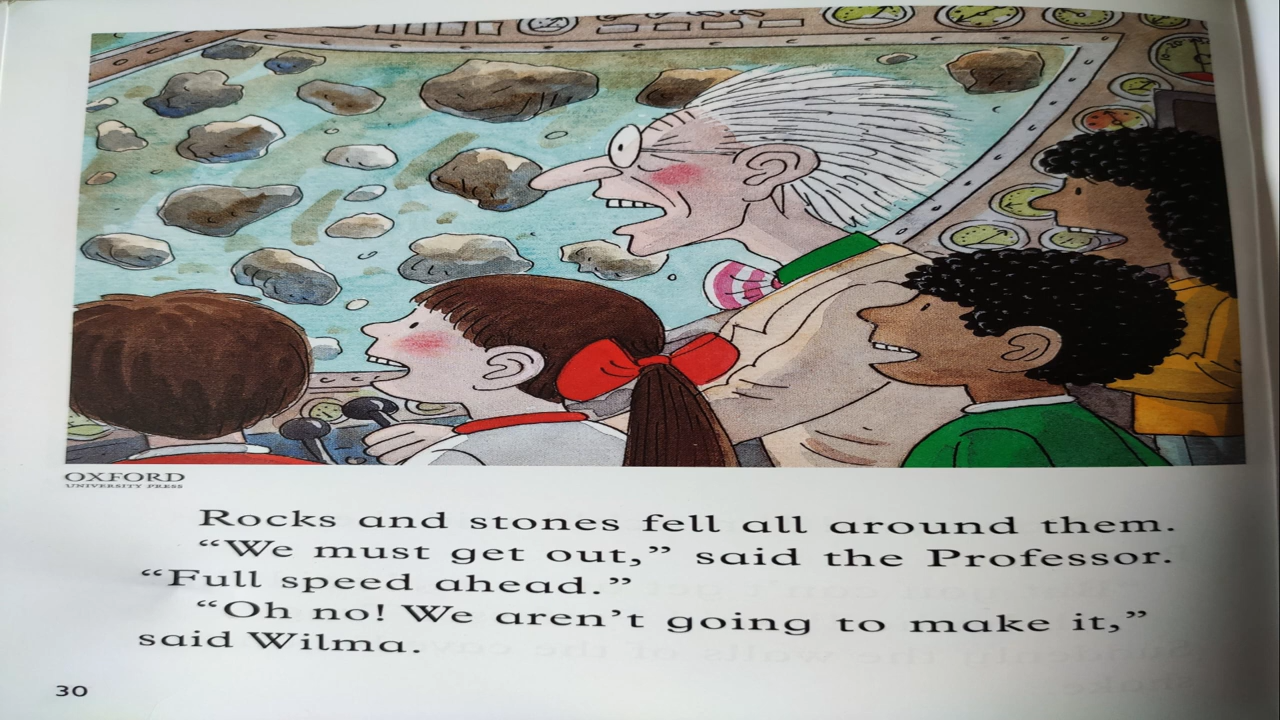 OXFORD
UNIVERSITY PRESS
Rocks and stones fell all around them.
“We must get out,” said the Professor.
“Full speed ahead.”
“Oh no! We aren’t going to make it,”
said Wilma.
30